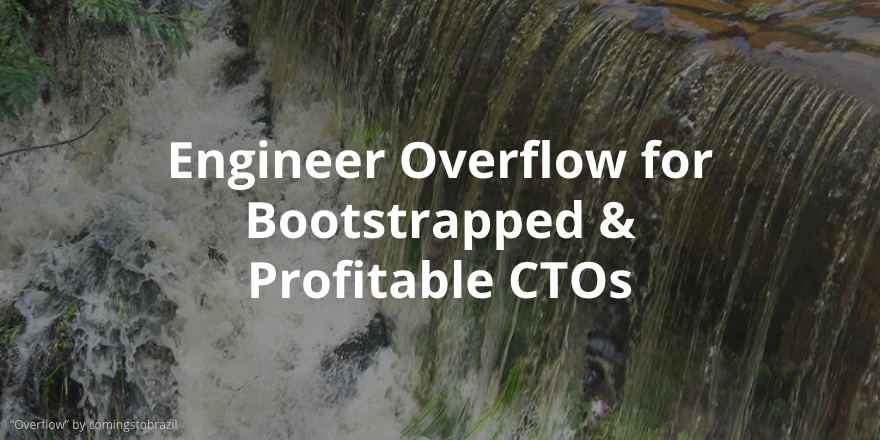 Engineer Overflow for
Bootstrapped &
Profitable CTOs
“Overflow” by comingstobrazil